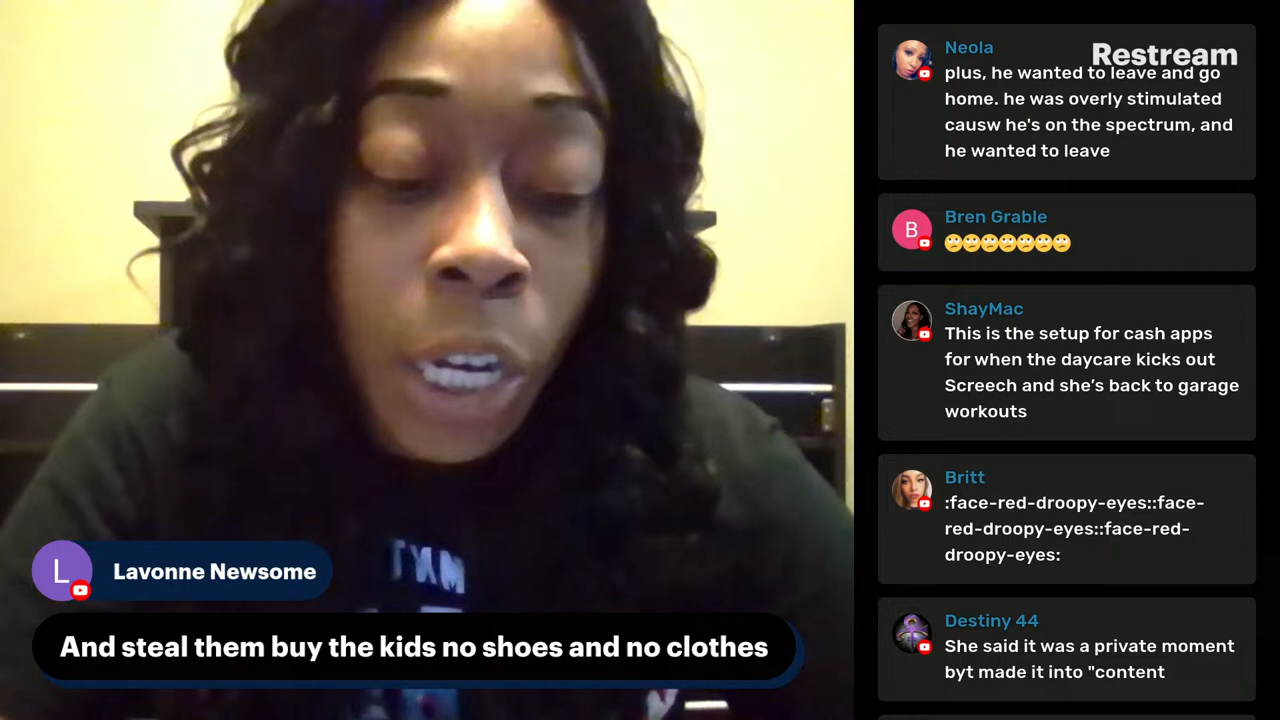 Restream
Neola
plus, he wanted to leave and go
home. he was overly stimulated
causw he's on the spectrum, and
he wanted to leave
B
Bren Grable
🙄🙄🙄🙄🙄🙄🙄
ShayMac
This is the setup for cash apps
for when the daycare kicks out
Screech and she’s back to garage
workouts
Britt
:face-red-droopy-eyes::face-
red-droopy-eyes::face-red-
droopy-eyes:
Destiny 44
She said it was a private moment
byt made it into "content
L
Lavonne Newsome
And steal them buy the kids no shoes and no clothes